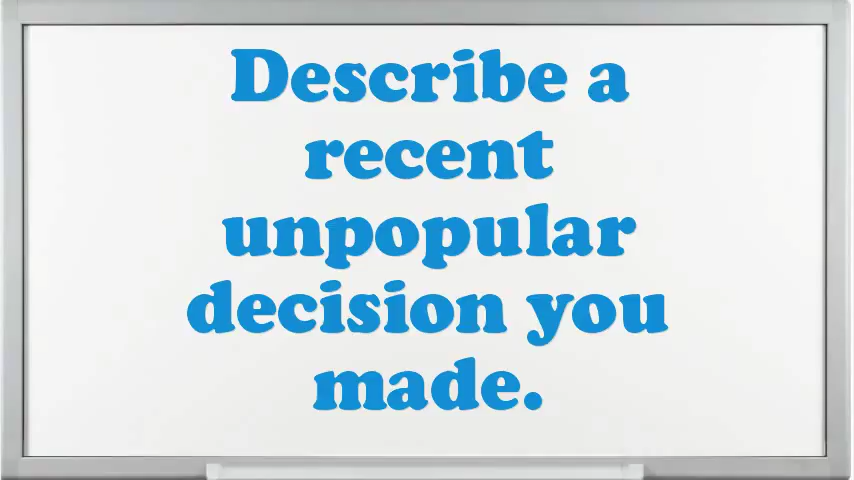 Describe a
recent
unpopular
decision you
made.